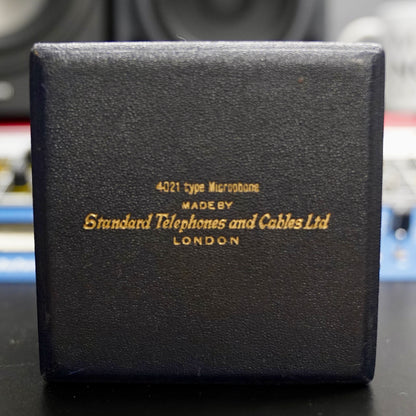 4021 type Microphone
MADE BY
Standard Telephones and Cables Ltd
LONDON